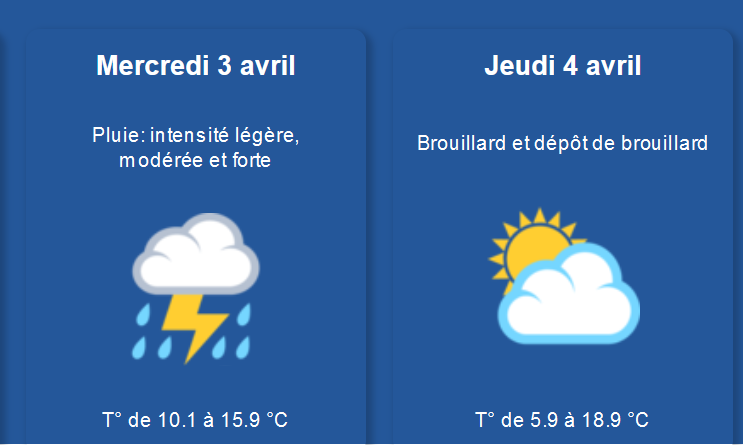 Mercredi 3 avril
Pluie: intensité légère,
modérée et forte
T° de 10.1 à 15.9 °C
Jeudi 4 avril
Brouillard et dépôt de brouillard
T° de 5.9 à 18.9 °C